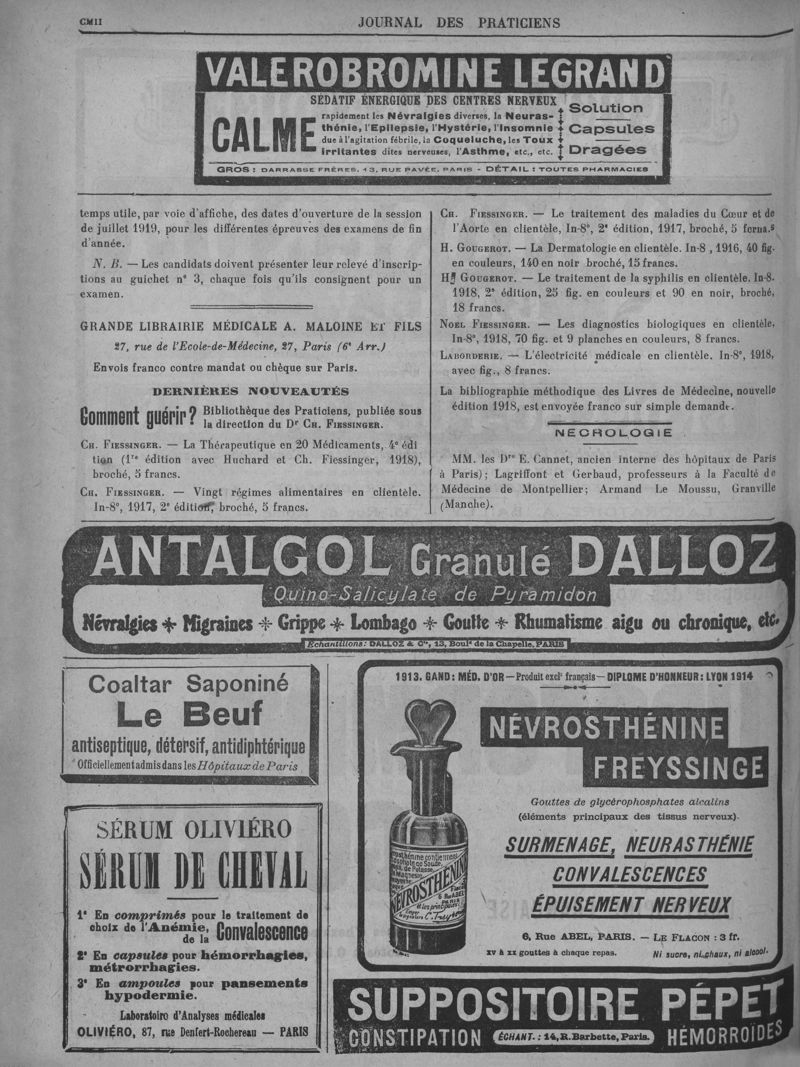 CMII
JOURNAL DES PRATICIENS
VALEROBROMINE LEGRAND
SÉDATIF ÉNERGIQUE DES CENTRES NERVEUX
CALME
rapidement les Névralgies diverses, la Neuras-
thénie, l'Epilepsie, l'Hystérie, l'Insomnie
due à l'agitation fébrile, la Coqueluche, les Toux
irritantes dites nerveuses, l'Asthme, etc., etc.
Solution
Capsules
Dragées
GROS : DARRASSE FRÈRES, 13, RUE PAVÉE, PARIS - DÉTAIL : TOUTES PHARMACIES
temps utile, par voie d'affiche, des dates d'ouverture de la session
de juillet 1919, pour les différentes épreuves des examens de fin
d'année.
N. B. — Les candidats doivent présenter leur relevé d'inscrip-
tions au guichet n° 3, chaque fois qu'ils consignent pour un
examen.
GRANDE LIBRAIRIE MÉDICALE A. MALOINE ET FILS
27, rue de l'Ecole-de-Médecine, 27, Paris (6e Arr.)
Envois franco contre mandat ou chèque sur Paris.
DERNIÈRES NOUVEAUTÉS
Comment guérir? Bibliothèque des Praticiens, publiée sous
la direction du Dr CH. FIESSINGER.
CH. FIESSINGER. — La Thérapeutique en 20 Médicaments, 4e édi
tion (1re édition avec Huchard et Ch. Fiessinger, 1918),
broché, 5 francs.
CH. FIESSINGER. — Vingt régimes alimentaires en clientèle.
In-8°, 1917, 2e édition, broché, 5 francs.
CH. FIESSINGER. — Le traitement des maladies du Cœur et de
l'Aorte en clientèle, In-8°, 2e édition, 1917, broché, 5 forna.s
H. GOUGEROT. — La Dermatologie en clientèle. In-8 , 1916, 40 fig.
en couleurs, 140 en noir broché, 15 francs.
H. GOUGEROT. — Le traitement de la syphilis en clientèle. In-8.
1918, 2e édition, 25 fig. en couleurs et 90 en noir, broché,
18 francs.
NOEL FIESSINGER. — Les diagnostics biologiques en clientèle.
In-8°, 1918, 70 fig. et 9 planches en couleurs, 8 francs.
LABORDERIE. — L'électricité médicale en clientèle. In-8°, 1918,
avec fig., 8 francs.
La bibliographie méthodique des Livres de Médecine, nouvelle
édition 1918, est envoyée franco sur simple demande.
NECROLOGIE
MM. les Drs E. Cannet, ancien interne des hôpitaux de Paris
à Paris) ; Lagriffont et Gerbaud, professeurs à la Faculté de
Médecine de Montpellier ; Armand Le Moussu, Granville
(Manche).
ANTALGOL Granulé DALLOZ
Quino-Salicylate de Pyramidon
Névralgies * Migraines * Grippe * Lombago * Goutte * Rhumatisme aigu ou chronique, etc.
Echantillons: DALLOZ & Cie, 13, Boule de la Chapelle, PARIS
Coaltar Saponiné
Le Beuf
antiseptique, détersif, antidiphtérique
Officiellement admis dans les Hôpitaux de Paris
SÉRUM OLIVIÉRO
SÉRUM DE CHEVAL
1° En comprimés pour le traitement de
choix de l'Anémie, de la Convalescence
2° En capsules pour hémorrhagies,
métrorrhagies.
3° En ampoules pour pansements
hypodermie.
Laboratoire d'Analyses médicales
OLIVIÉRO, 87, rue Denfert-Rochereau — PARIS
1913. GAND : MÉD. D'OR — Produit exclt français — DIPLOME D'HONNEUR : LYON 1914
NÉVROSTHÉNINE
FREYSSINGE
Gouttes de glycérophosphates alcalins
(éléments principaux des tissus nerveux).
SURMENAGE, NEURASTHÉNIE
CONVALESCENCES
ÉPUISEMENT NERVEUX
NÉVROSTHÉNINE
6, Rue ABEL, PARIS. — LE FLACON : 3 fr.
XV à XX gouttes à chaque repas.
Ni sucre, ni chaux, ni alcool.
SUPPOSITOIRE PÉPET
CONSTIPATION
ÉCHANT. : 14, R. Barbette, Paris.
HÉMORROÏDES